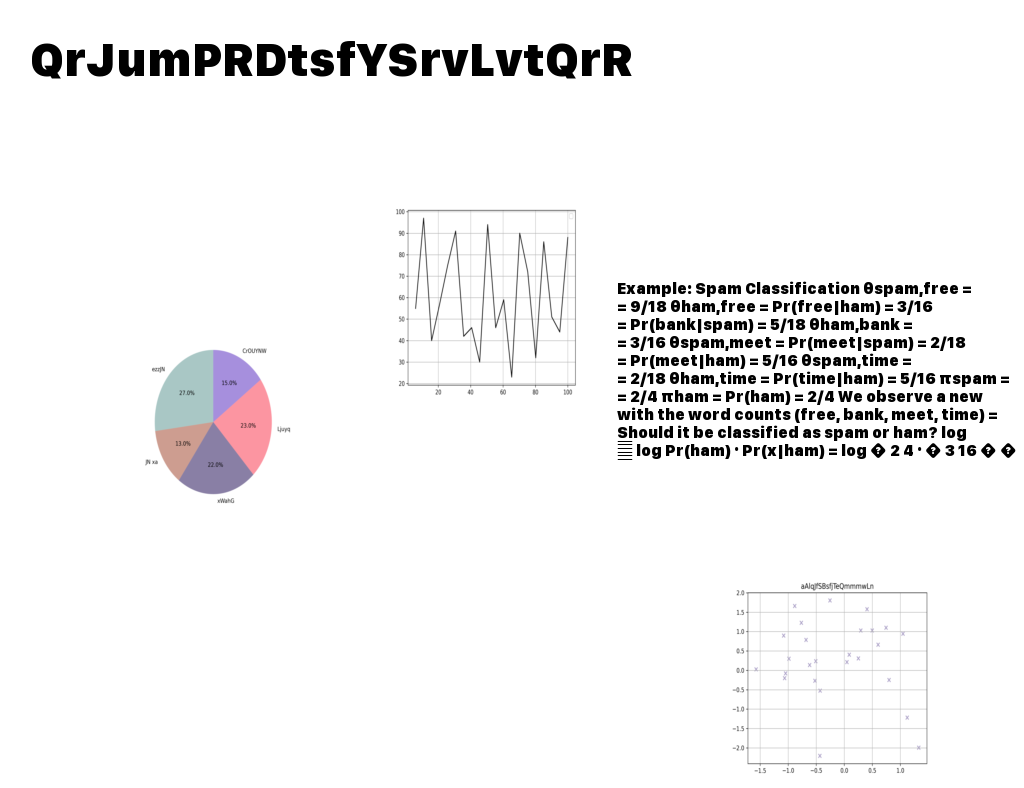 QrJumPRDtsfYSrvLvtQrR
100
90
80
70
60
50
40
30
20
20 40 60 80 100
Example: Spam Classification θspam,free =
= 9/18 θham,free = Pr(free|ham) = 3/16
= Pr(bank|spam) = 5/18 θham,bank =
= 3/16 θspam,meet = Pr(meet|spam) = 2/18
= Pr(meet|ham) = 5/16 θspam,time =
= 2/18 θham,time = Pr(time|ham) = 5/16 πspam =
= 2/4 πham = Pr(ham) = 2/4 We observe a new
with the word counts (free, bank, meet, time) =
Should it be classified as spam or ham? log
log Pr(ham) · Pr(x|ham) = log � 2 4 · � 3 16 � �
CrOUYNW
ezzJN
15.0%
27.0%
23.0%
Ljuyq
13.0%
JN xa
22.0%
xWahG
aAlqJfSBsfjTeQmmmwLn
2.0
1.5
1.0
0.5
0.0
−0.5
−1.0
−1.5
−2.0
−1.5 −1.0 −0.5 0.0 0.5 1.0